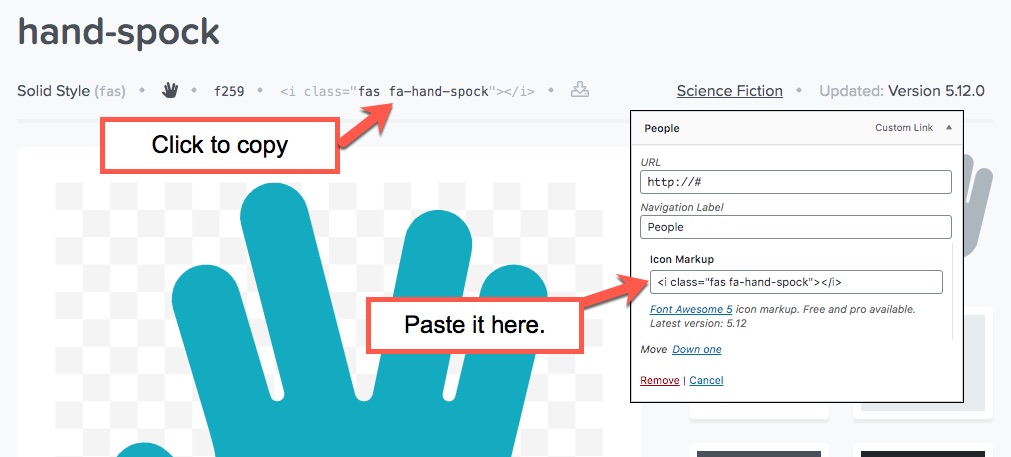 hand-spock
Solid Style (fas) • • f259 • <i class="fas fa-hand-spock"></i> • Science Fiction • Updated: Version 5.12.0
Click to copy
People Custom Link
URL
http://#
Navigation Label
People
Icon Markup
<i class="fas fa-hand-spock"></i>
Font Awesome 5 icon markup. Free and pro available.
Latest version: 5.12
Move Down one
Remove | Cancel
Paste it here.